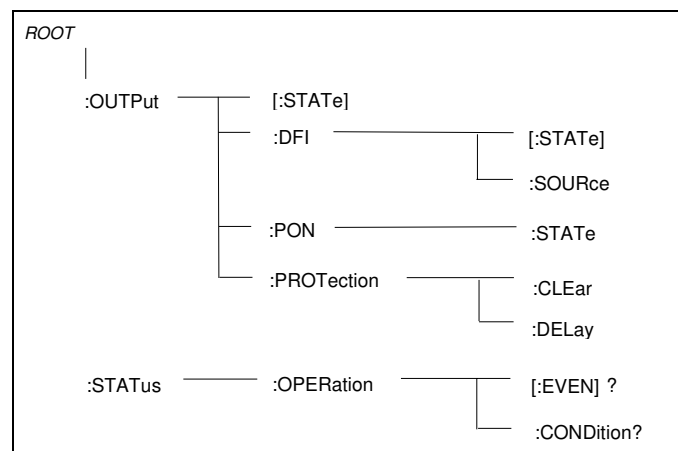 ROOT
:OUTPut [:STATe]
:DFI [:STATe]
:SOURce
:PON :STATe
:PROTection :CLEar
:DELay
:STATus :OPERation [:EVEN] ?
:CONDition?